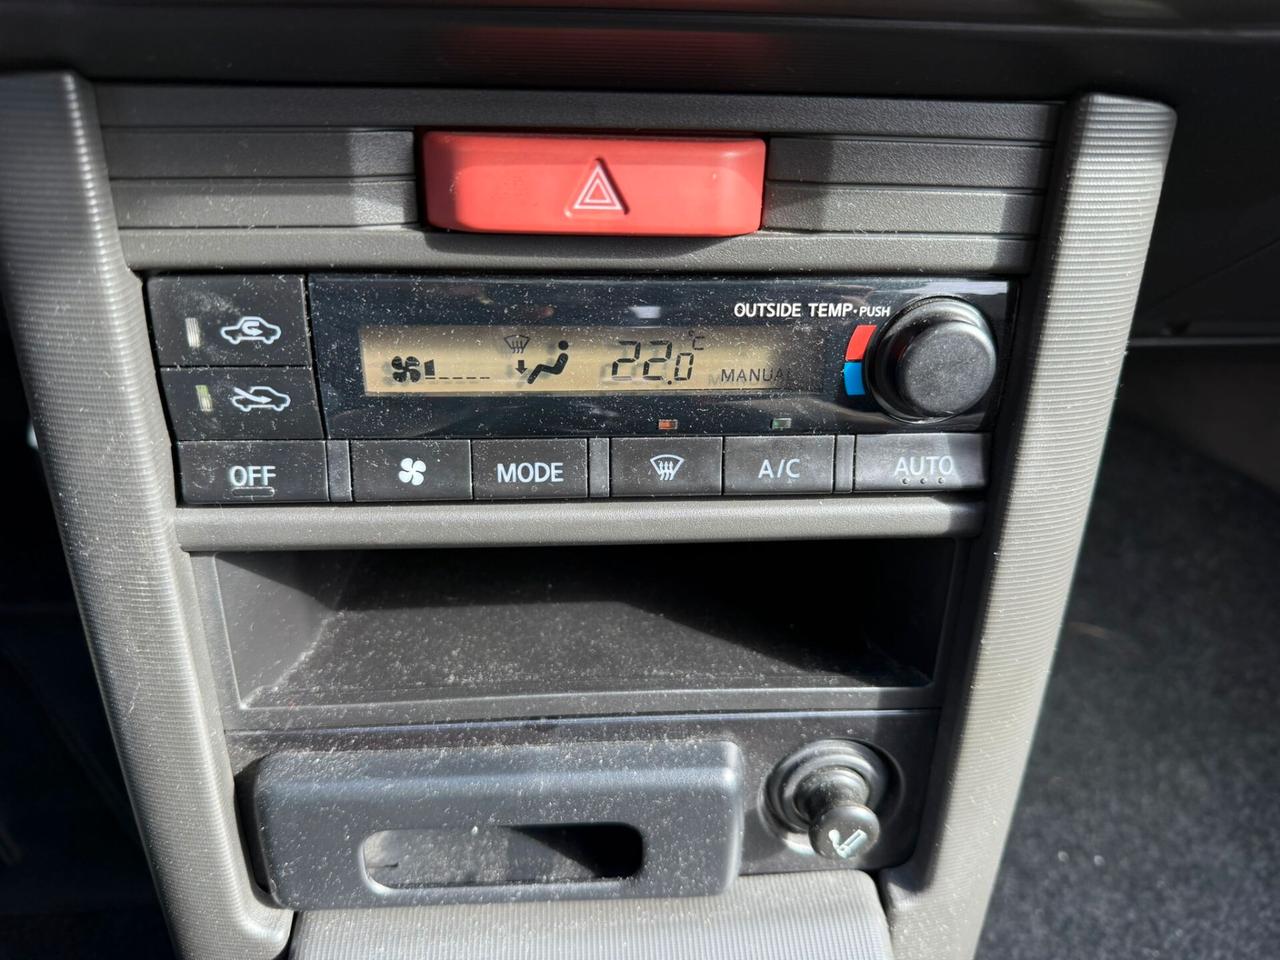 OUTSIDE TEMP•PUSH
22.0°C
MANUAL
OFF
MODE
A/C
AUTO